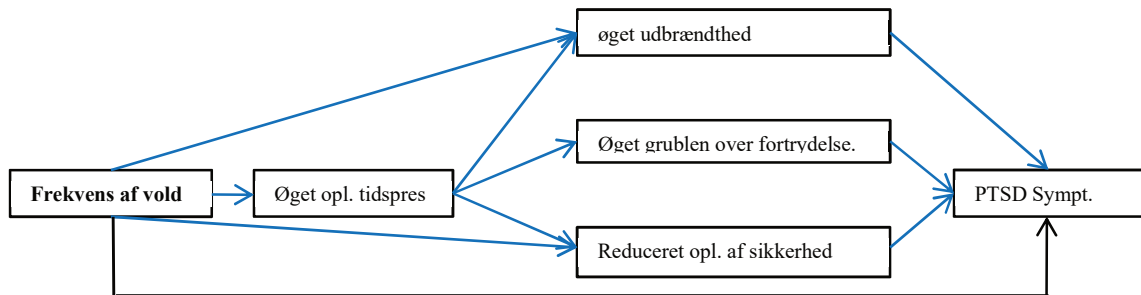 øget udbrændthed
Øget grublen over fortrydelse.
Frekvens af vold
Øget opl. tidspres
PTSD Sympt.
Reduceret opl. af sikkerhed